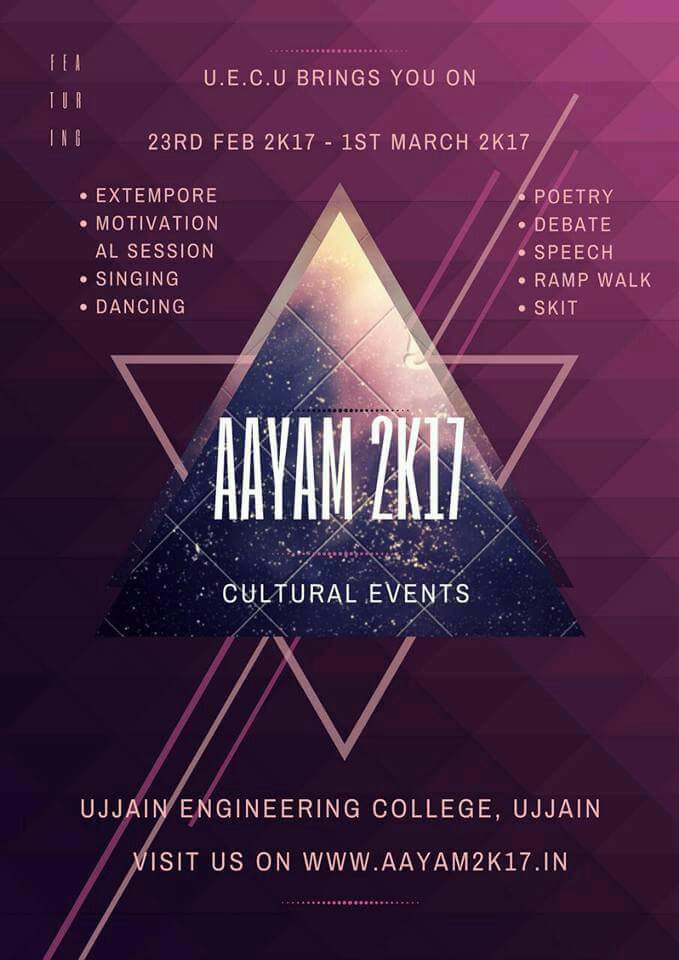 FEA
TUR
ING
U.E.C.U BRINGS YOU ON
23RD FEB 2K17 - 1ST MARCH 2K17
• EXTEMPORE
• MOTIVATION
AL SESSION
• SINGING
• DANCING
• POETRY
• DEBATE
• SPEECH
• RAMP WALK
• SKIT
AAYAM 2K17
CULTURAL EVENTS
UJJAIN ENGINEERING COLLEGE, UJJAIN
VISIT US ON WWW.AAYAM2K17.IN